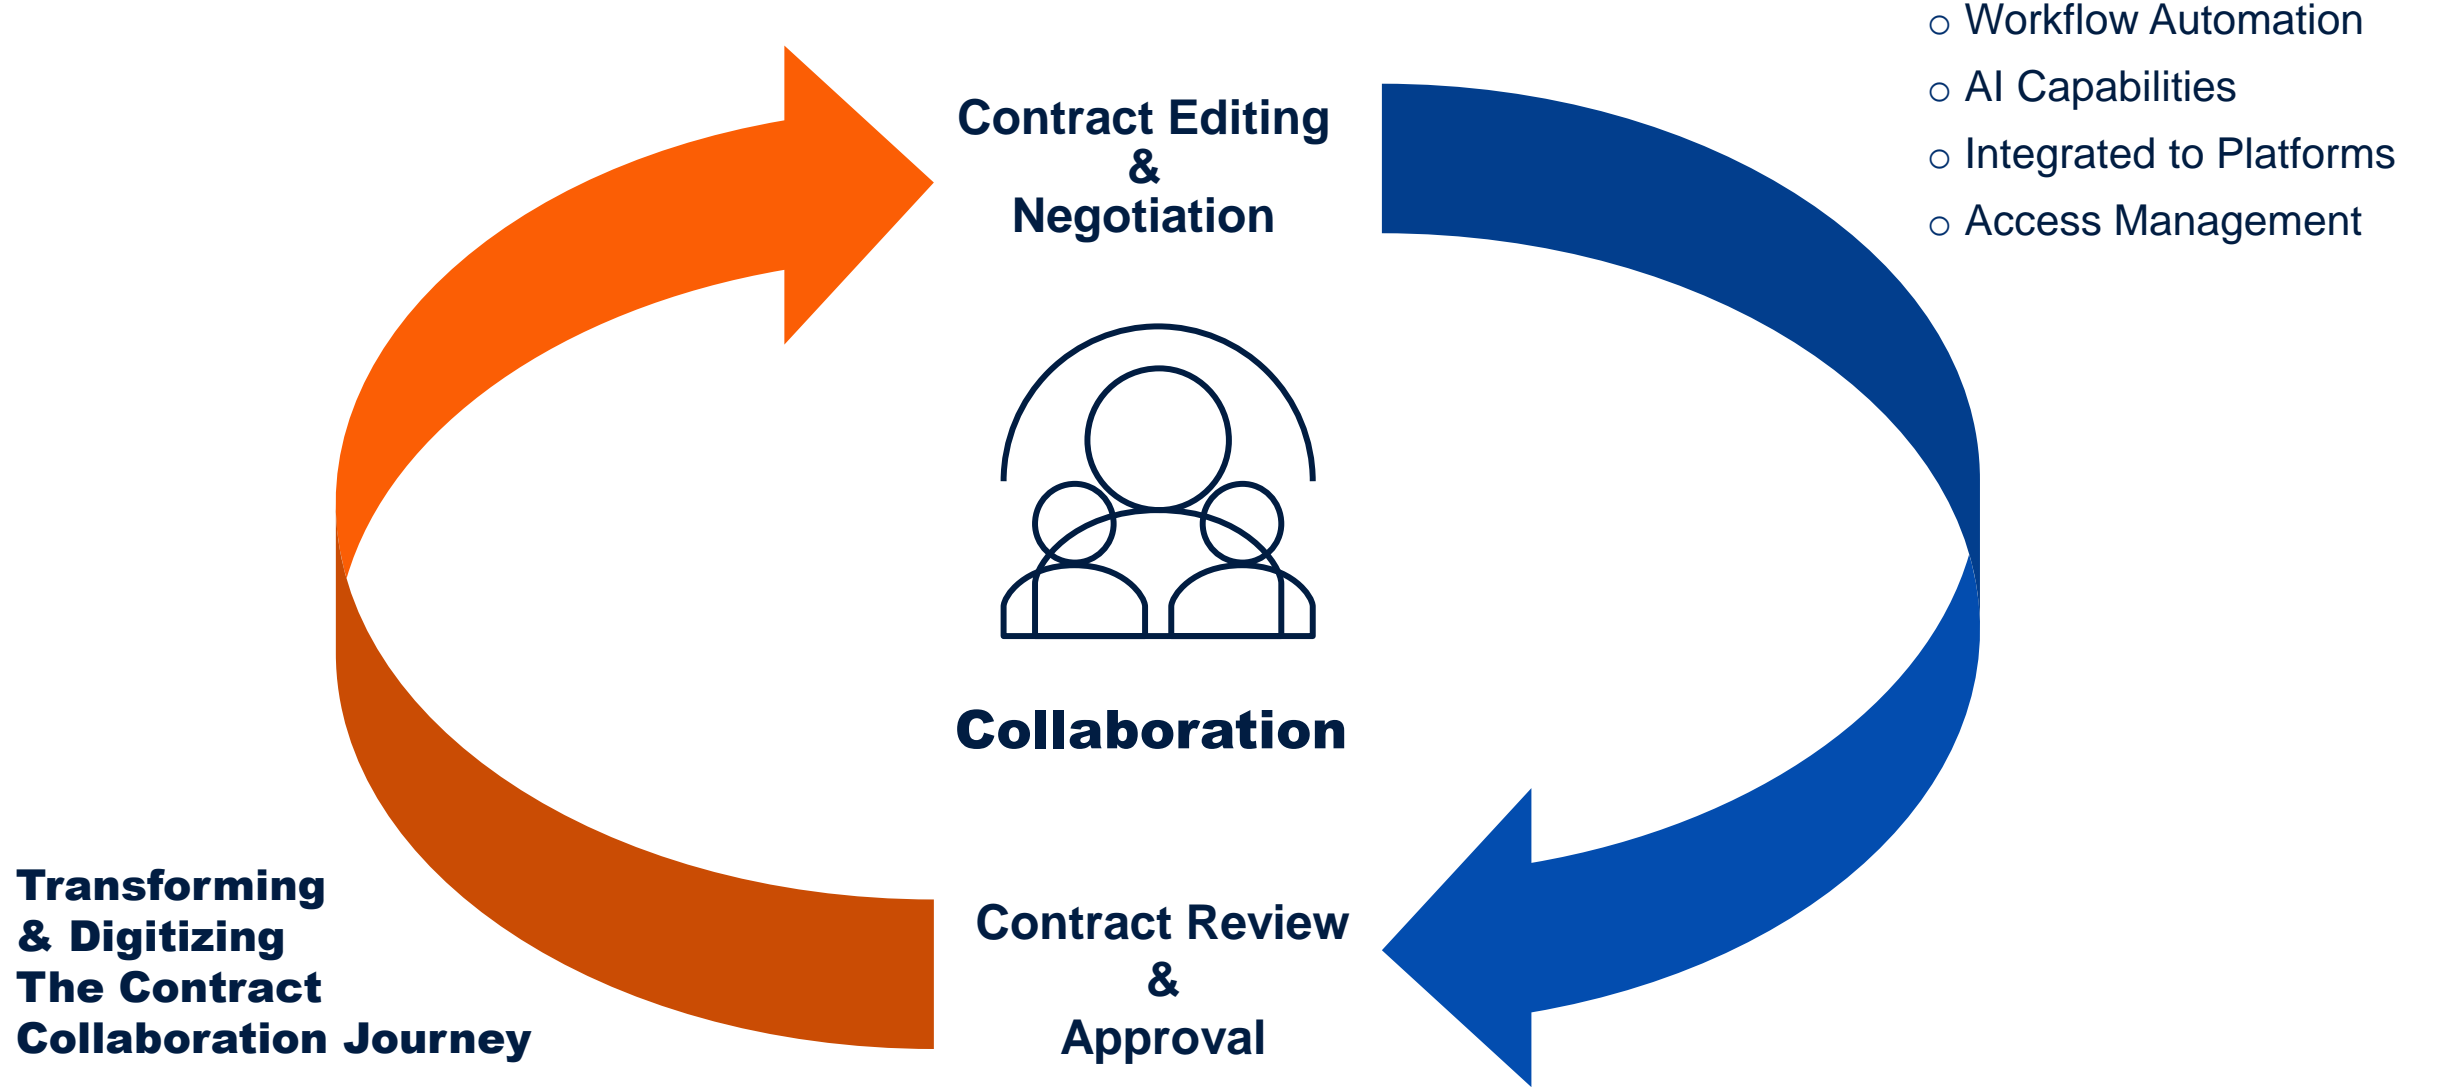 ○ Workflow Automation
○ AI Capabilities
○ Integrated to Platforms
○ Access Management
Contract Editing
&
Negotiation
Collaboration
Contract Review
&
Approval
Transforming
& Digitizing
The Contract
Collaboration Journey